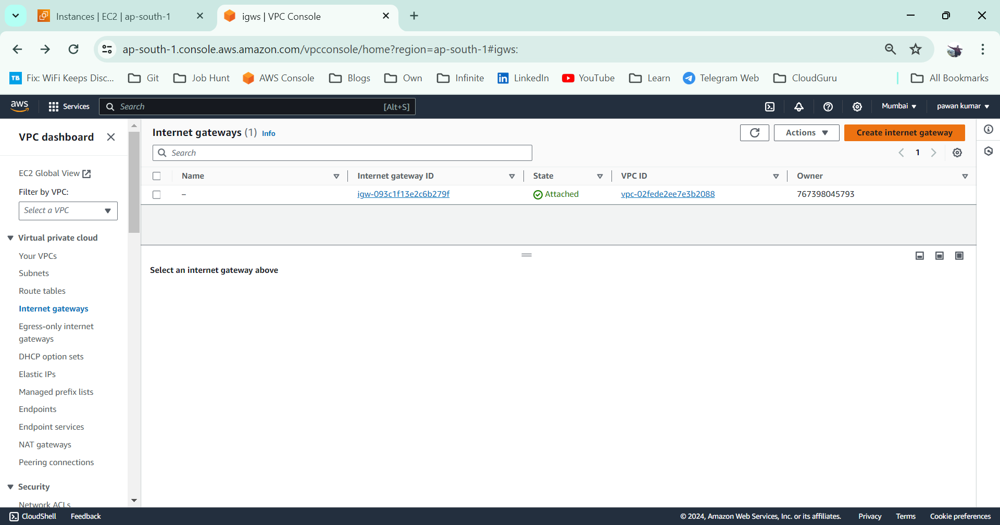 Instances | EC2 | ap-south-1
igws | VPC Console
ap-south-1.console.aws.amazon.com/vpcconsole/home?region=ap-south-1#igws:
TB Fix: WiFi Keeps Disc... Git Job Hunt AWS Console Blogs Own Infinite LinkedIn YouTube Learn Telegram Web CloudGuru All Bookmarks
aws Services Search [Alt+S] Mumbai pawan kumar
VPC dashboard
EC2 Global View
Filter by VPC:
Select a VPC
Virtual private cloud
Your VPCs
Subnets
Route tables
Internet gateways
Egress-only internet
gateways
DHCP option sets
Elastic IPs
Managed prefix lists
Endpoints
Endpoint services
NAT gateways
Peering connections
Security
Network ACLs
Internet gateways (1) Info
Actions
Create internet gateway
Search
1
Name Internet gateway ID State VPC ID Owner
– igw-093c1f13e2c6b279f Attached vpc-02fede2ee7e3b2088 767398045793
Select an internet gateway above
CloudShell Feedback © 2024, Amazon Web Services, Inc. or its affiliates. Privacy Terms Cookie preferences